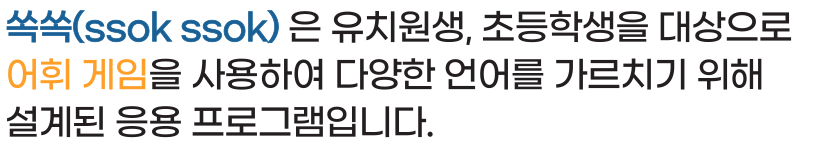 쏙쏙(ssok ssok) 은 유치원생, 초등학생을 대상으로
어휘 게임을 사용하여 다양한 언어를 가르치기 위해
설계된 응용 프로그램입니다.